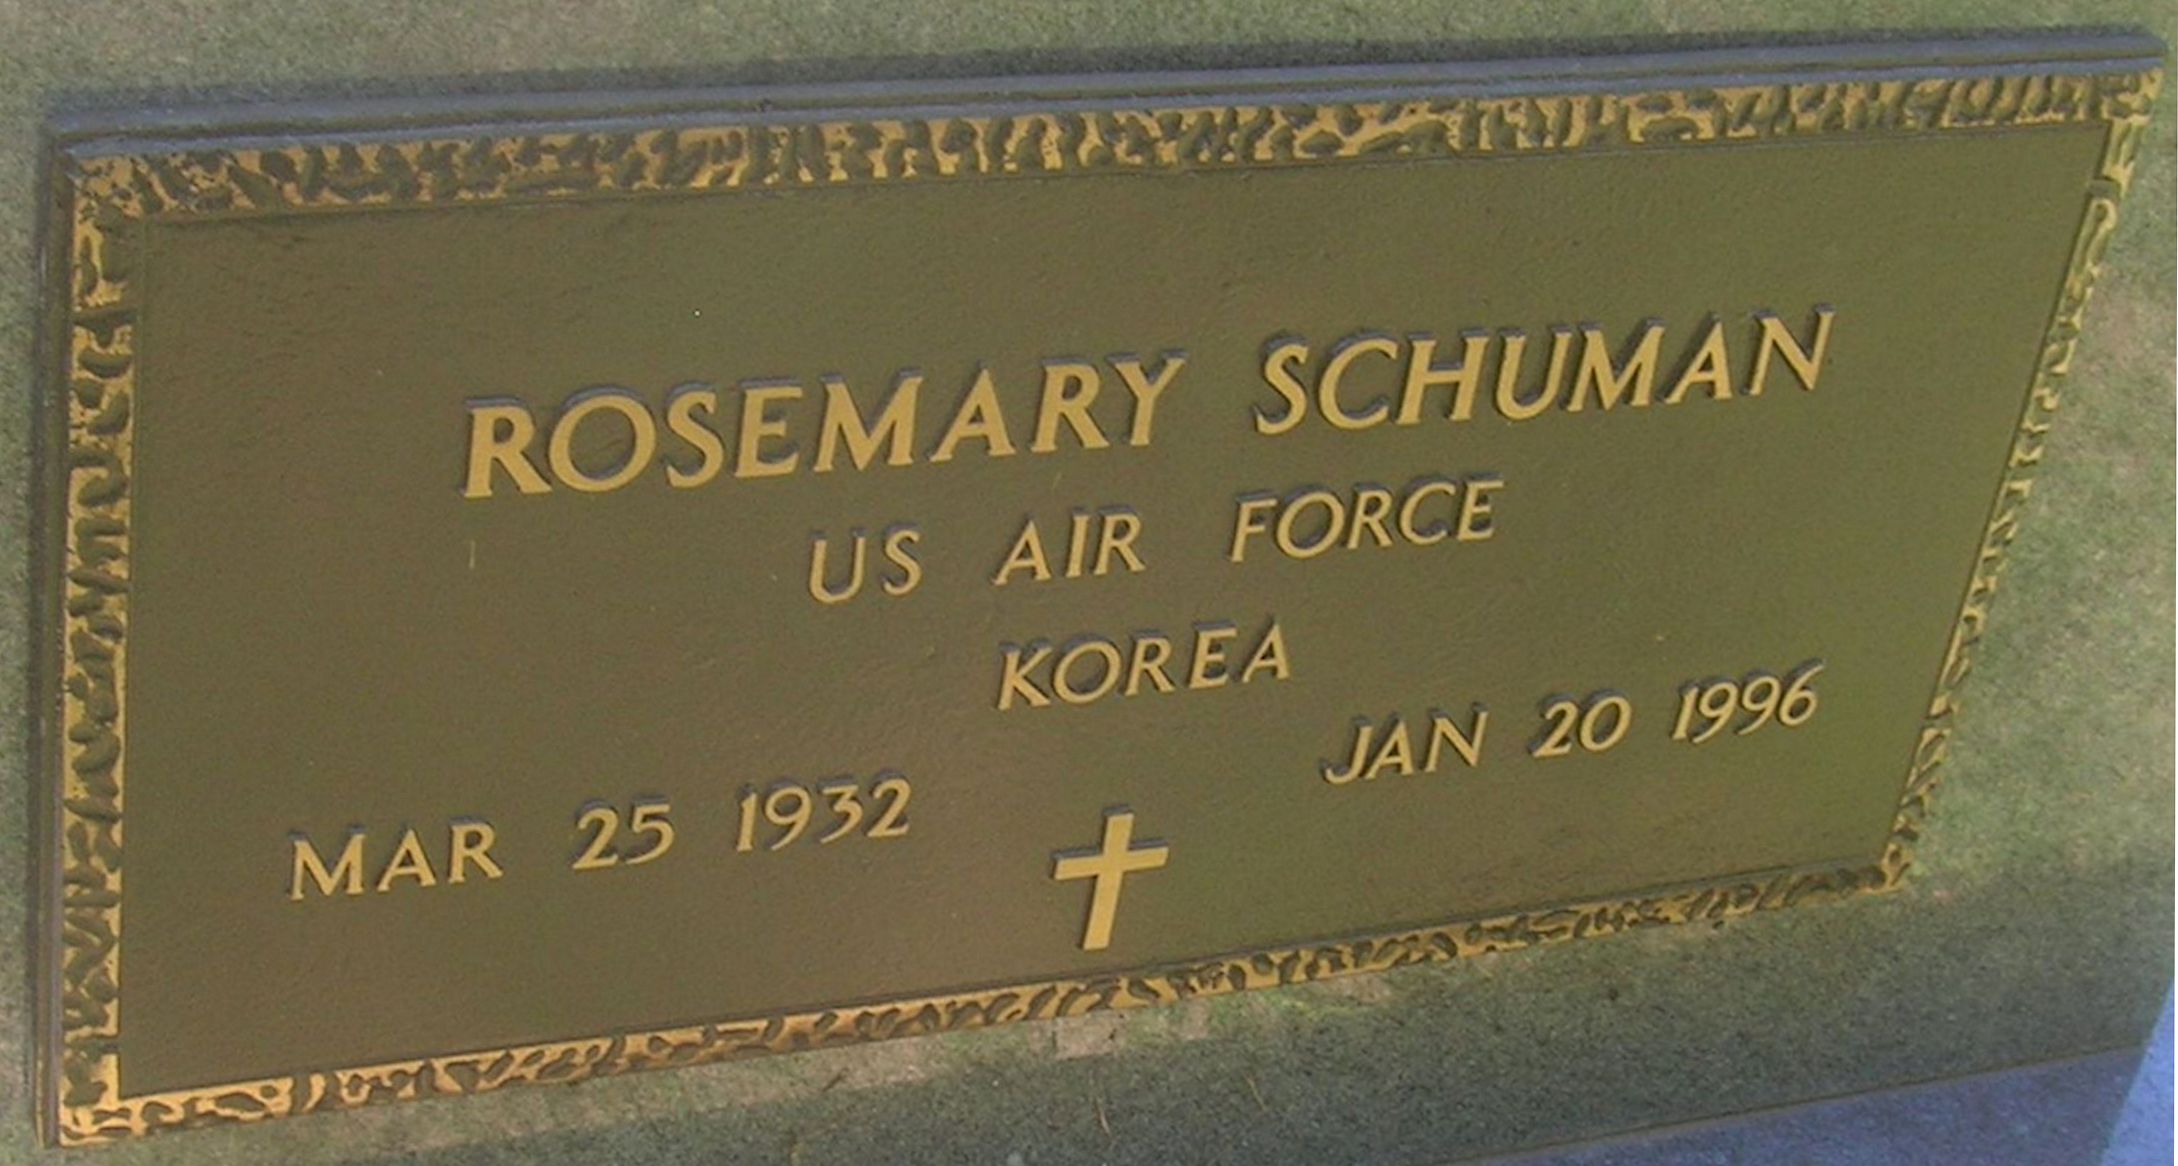 ROSEMARY SCHUMAN
US AIR FORCE
KOREA
MAR 25 1932 JAN 20 1996